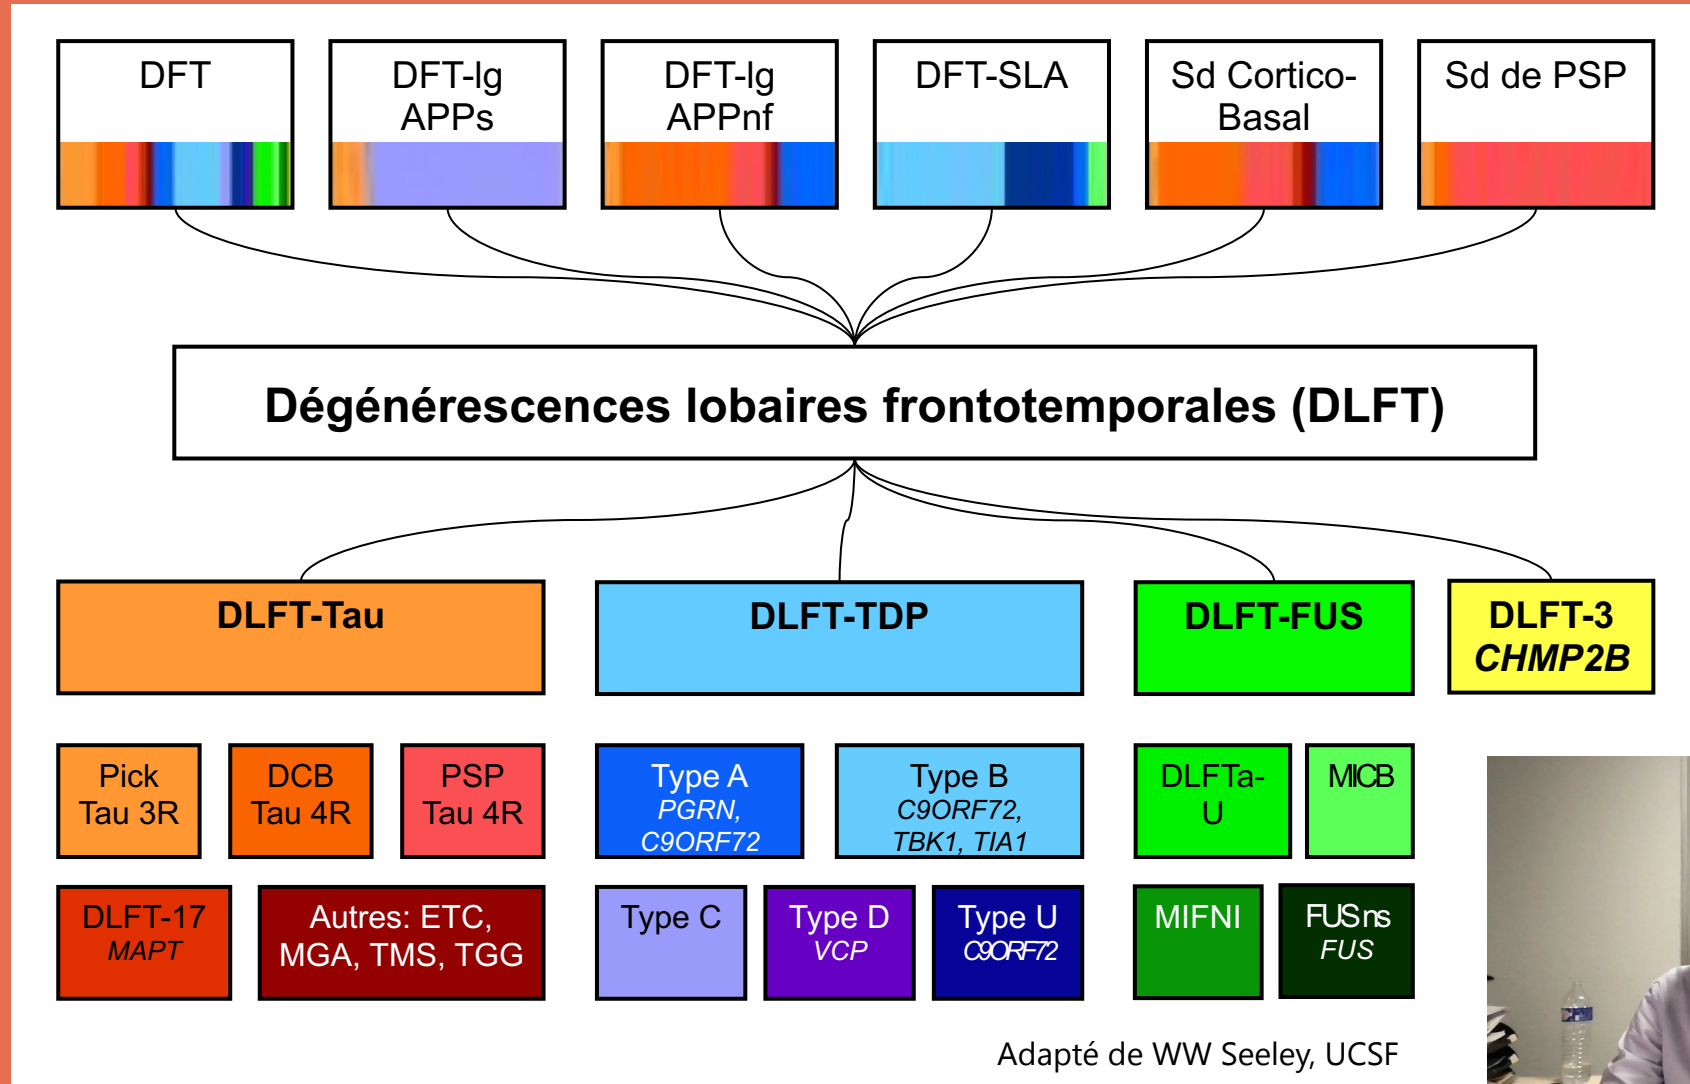 DFT
DFT-lg
APPs
DFT-lg
APPnf
DFT-SLA
Sd Cortico-
Basal
Sd de PSP
Dégénérescences lobaires frontotemporales (DLFT)
DLFT-Tau
DLFT-TDP
DLFT-FUS
DLFT-3
CHMP2B
Pick
Tau 3R
DCB
Tau 4R
PSP
Tau 4R
Type A
PGRN,
C9ORF72
Type B
C9ORF72,
TBK1, TIA1
DLFTa-
U
MICB
DLFT-17
MAPT
Autres: ETC,
MGA, TMS, TGG
Type C
Type D
VCP
Type U
C9ORF72
MIFNI
FUSns
FUS
Adapté de WW Seeley, UCSF